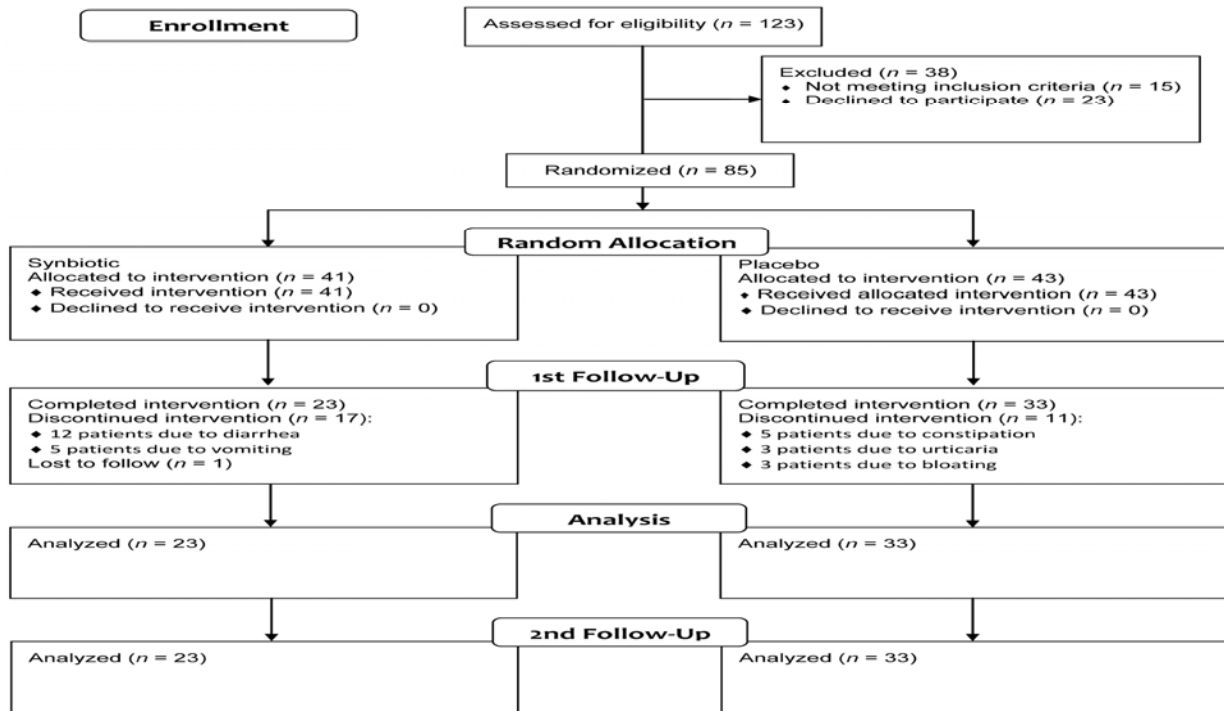 Enrollment
Assessed for eligibility (n = 123)
Excluded (n = 38)
♦ Not meeting inclusion criteria (n = 15)
♦ Declined to participate (n = 23)
Randomized (n = 85)
Random Allocation
Synbiotic
Allocated to intervention (n = 41)
♦ Received intervention (n = 41)
♦ Declined to receive intervention (n = 0)
Placebo
Allocated to intervention (n = 43)
♦ Received allocated intervention (n = 43)
♦ Declined to receive intervention (n = 0)
1st Follow-Up
Completed intervention (n = 23)
Discontinued intervention (n = 17):
♦ 12 patients due to diarrhea
♦ 5 patients due to vomiting
Lost to follow (n = 1)
Completed intervention (n = 33)
Discontinued intervention (n = 11):
♦ 5 patients due to constipation
♦ 3 patients due to urticaria
♦ 3 patients due to bloating
Analysis
Analyzed (n = 23)
Analyzed (n = 33)
2nd Follow-Up
Analyzed (n = 23)
Analyzed (n = 33)